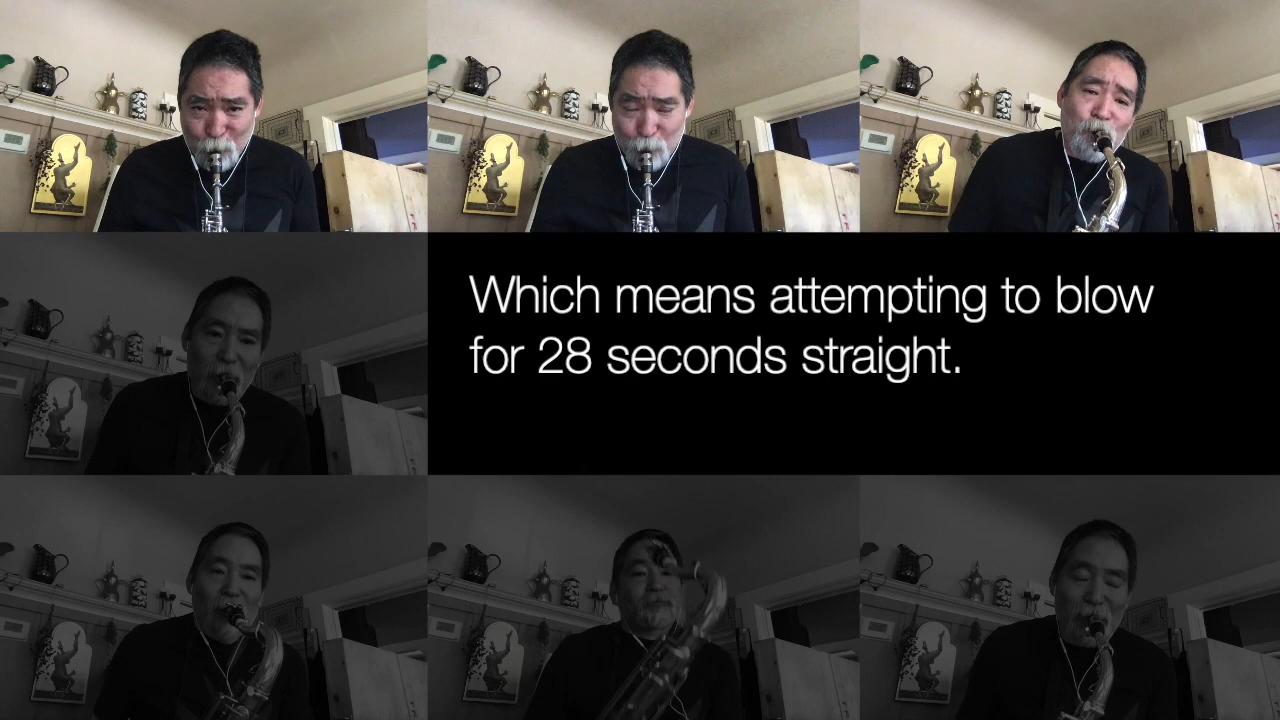 Which means attempting to blow
for 28 seconds straight.